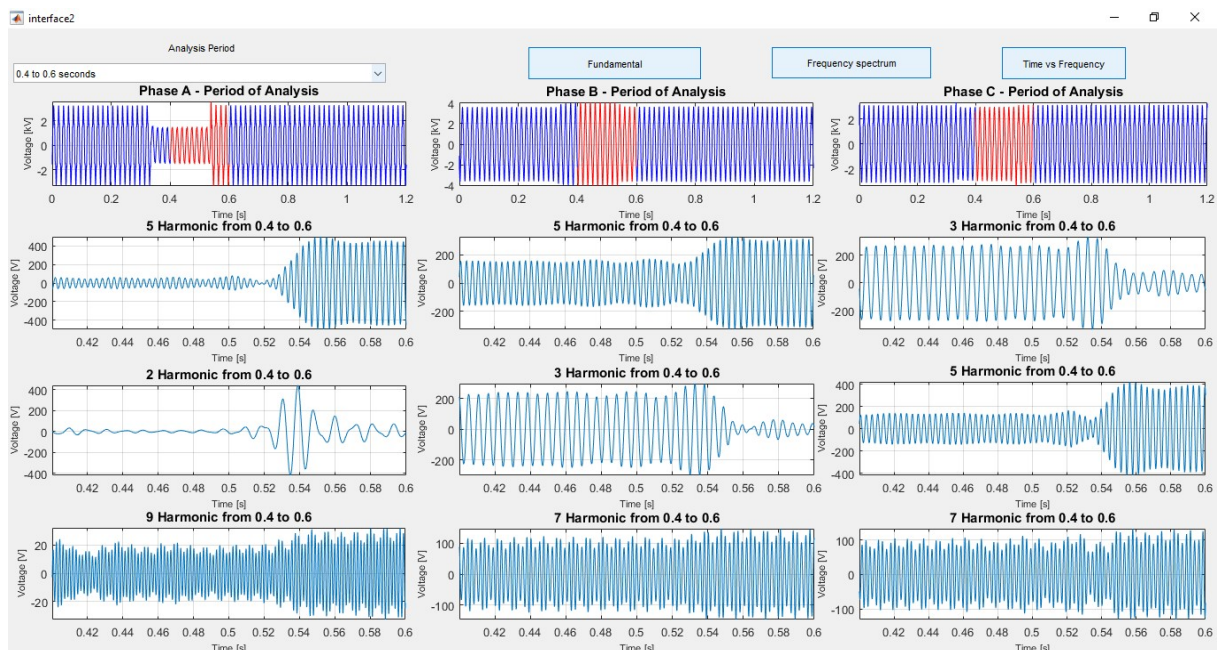 interface2
Analysis Period
0.4 to 0.6 seconds
Fundamental
Frequency spectrum
Time vs Frequency
Phase A - Period of Analysis
Voltage [kV]
2
0
-2
0 0.2 0.4 0.6 0.8 1 1.2
Time [s]
Phase B - Period of Analysis
Voltage [kV]
4
2
0
-2
-4
0 0.2 0.4 0.6 0.8 1 1.2
Time [s]
Phase C - Period of Analysis
Voltage [kV]
2
0
-2
0 0.2 0.4 0.6 0.8 1 1.2
Time [s]
5 Harmonic from 0.4 to 0.6
Voltage [V]
400
200
0
-200
-400
0.42 0.44 0.46 0.48 0.5 0.52 0.54 0.56 0.58 0.6
Time [s]
5 Harmonic from 0.4 to 0.6
Voltage [V]
200
0
-200
0.42 0.44 0.46 0.48 0.5 0.52 0.54 0.56 0.58 0.6
Time [s]
3 Harmonic from 0.4 to 0.6
Voltage [V]
200
0
-200
0.42 0.44 0.46 0.48 0.5 0.52 0.54 0.56 0.58 0.6
Time [s]
2 Harmonic from 0.4 to 0.6
Voltage [V]
400
200
0
-200
-400
0.42 0.44 0.46 0.48 0.5 0.52 0.54 0.56 0.58 0.6
Time [s]
3 Harmonic from 0.4 to 0.6
Voltage [V]
200
0
-200
0.42 0.44 0.46 0.48 0.5 0.52 0.54 0.56 0.58 0.6
Time [s]
5 Harmonic from 0.4 to 0.6
Voltage [V]
400
200
0
-200
-400
0.42 0.44 0.46 0.48 0.5 0.52 0.54 0.56 0.58 0.6
Time [s]
9 Harmonic from 0.4 to 0.6
Voltage [V]
20
0
-20
0.42 0.44 0.46 0.48 0.5 0.52 0.54 0.56 0.58 0.6
Time [s]
7 Harmonic from 0.4 to 0.6
Voltage [V]
100
0
-100
0.42 0.44 0.46 0.48 0.5 0.52 0.54 0.56 0.58 0.6
Time [s]
7 Harmonic from 0.4 to 0.6
Voltage [V]
100
0
-100
0.42 0.44 0.46 0.48 0.5 0.52 0.54 0.56 0.58 0.6
Time [s]